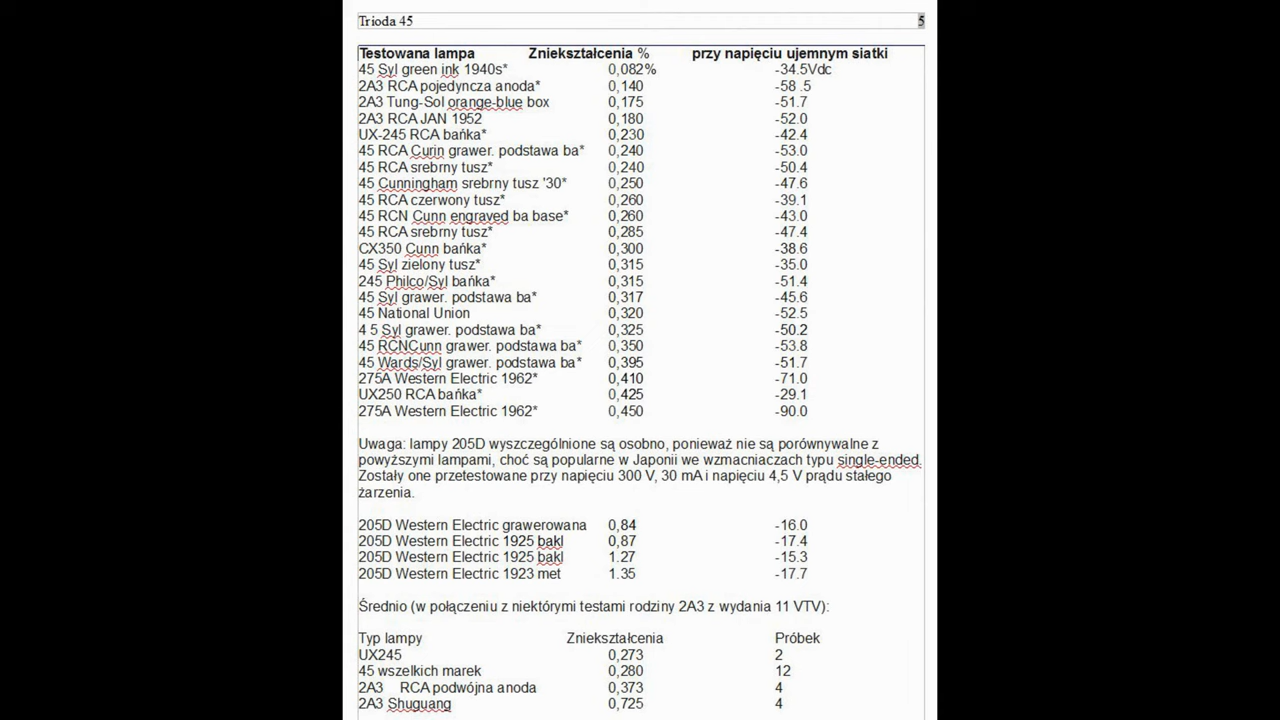 Trioda 45 5
Testowana lampa Zniekształcenia % przy napięciu ujemnym siatki
45 Syl green ink 1940s* 0,082% -34.5Vdc
2A3 RCA pojedyncza anoda* 0,140 -58 .5
2A3 Tung-Sol orange-blue box 0,175 -51.7
2A3 RCA JAN 1952 0,180 -52.0
UX-245 RCA bańka* 0,230 -42.4
45 RCA Curin grawer. podstawa ba* 0,240 -53.0
45 RCA srebrny tusz* 0,240 -50.4
45 Cunningham srebrny tusz '30* 0,250 -47.6
45 RCA czerwony tusz* 0,260 -39.1
45 RCN Cunn engraved ba base* 0,260 -43.0
45 RCA srebrny tusz* 0,285 -47.4
CX350 Cunn bańka* 0,300 -38.6
45 Syl zielony tusz* 0,315 -35.0
245 Philco/Syl bańka* 0,315 -51.4
45 Syl grawer. podstawa ba* 0,317 -45.6
45 National Union 0,320 -52.5
4 5 Syl grawer. podstawa ba* 0,325 -50.2
45 RCNCunn grawer. podstawa ba* 0,350 -53.8
45 Wards/Syl grawer. podstawa ba* 0,395 -51.7
275A Western Electric 1962* 0,410 -71.0
UX250 RCA bańka* 0,425 -29.1
275A Western Electric 1962* 0,450 -90.0
Uwaga: lampy 205D wyszczególnione są osobno, ponieważ nie są porównywalne z
powyższymi lampami, choć są popularne w Japonii we wzmacniaczach typu single-ended.
Zostały one przetestowane przy napięciu 300 V, 30 mA i napięciu 4,5 V prądu stałego
żarzenia.
205D Western Electric grawerowana 0,84 -16.0
205D Western Electric 1925 bakl 0,87 -17.4
205D Western Electric 1925 bakl 1.27 -15.3
205D Western Electric 1923 met 1.35 -17.7
Średnio (w połączeniu z niektórymi testami rodziny 2A3 z wydania 11 VTV):
Typ lampy Zniekształcenia Próbek
UX245 0,273 2
45 wszelkich marek 0,280 12
2A3 RCA podwójna anoda 0,373 4
2A3 Shuguang 0,725 4